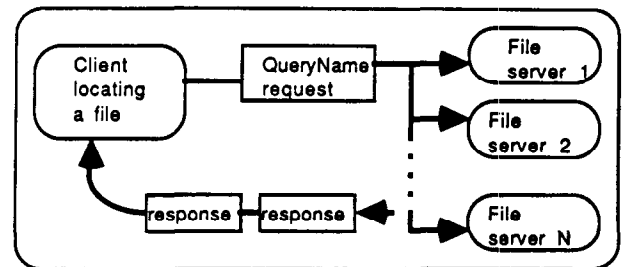 Client
locating
a file
QueryName
request
File
server 1
File
server 2
response
response
File
server N